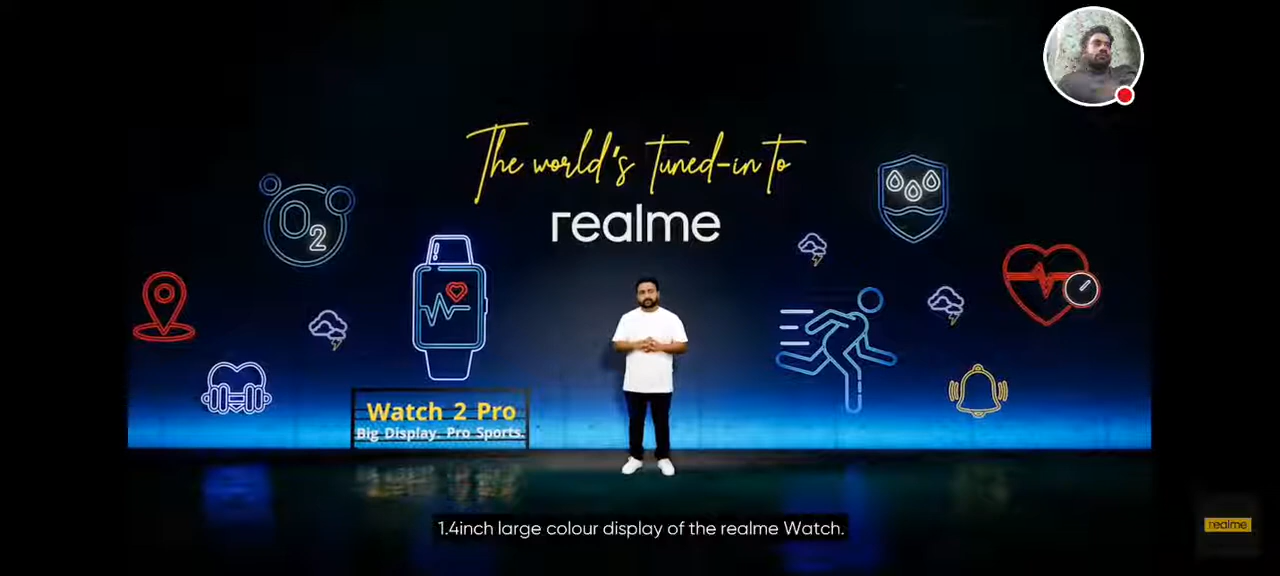 The world's tuned-in to
realme
O2
Watch 2 Pro
Big Display. Pro Sports.
1.4inch large colour display of the realme Watch.
realme